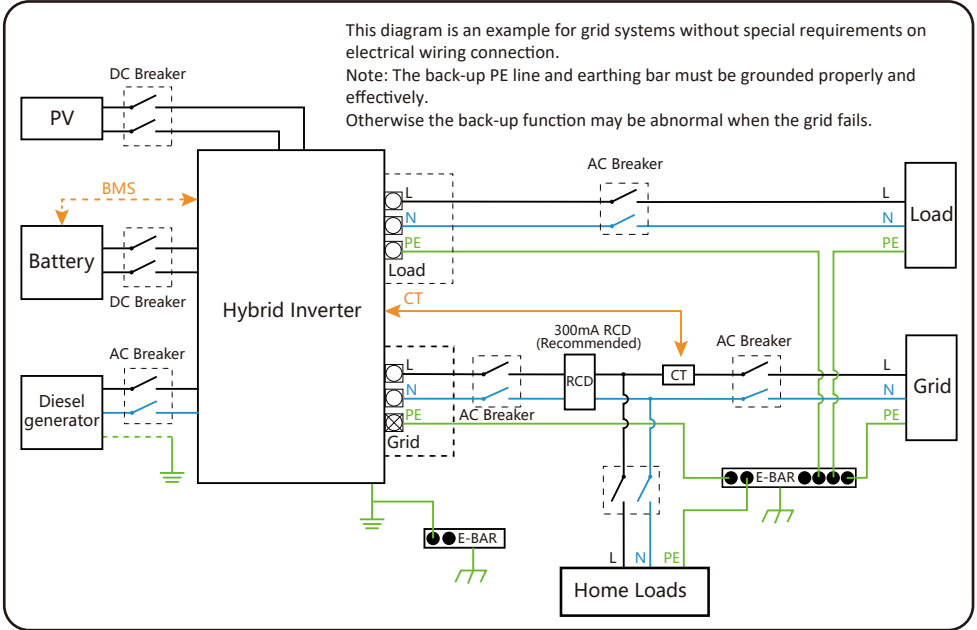 This diagram is an example for grid systems without special requirements on
electrical wiring connection.
Note: The back-up PE line and earthing bar must be grounded properly and
effectively.
Otherwise the back-up function may be abnormal when the grid fails.
DC Breaker
PV
AC Breaker
BMS
L
L
N
N
Load
PE
PE
Battery
Load
DC Breaker
Hybrid Inverter
CT
300mA RCD
(Recommended)
AC Breaker
AC Breaker
L
L
RCD
CT
Diesel
generator
N
N
Grid
PE
AC Breaker
PE
Grid
E-BAR
E-BAR
L
N
PE
Home Loads